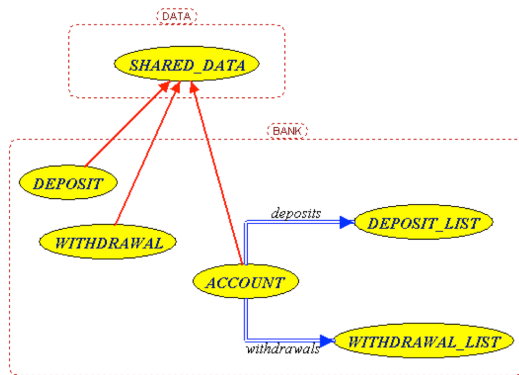 DATA
SHARED_DATA
BANK
DEPOSIT
deposits
DEPOSIT_LIST
WITHDRAWAL
ACCOUNT
withdrawals
WITHDRAWAL_LIST